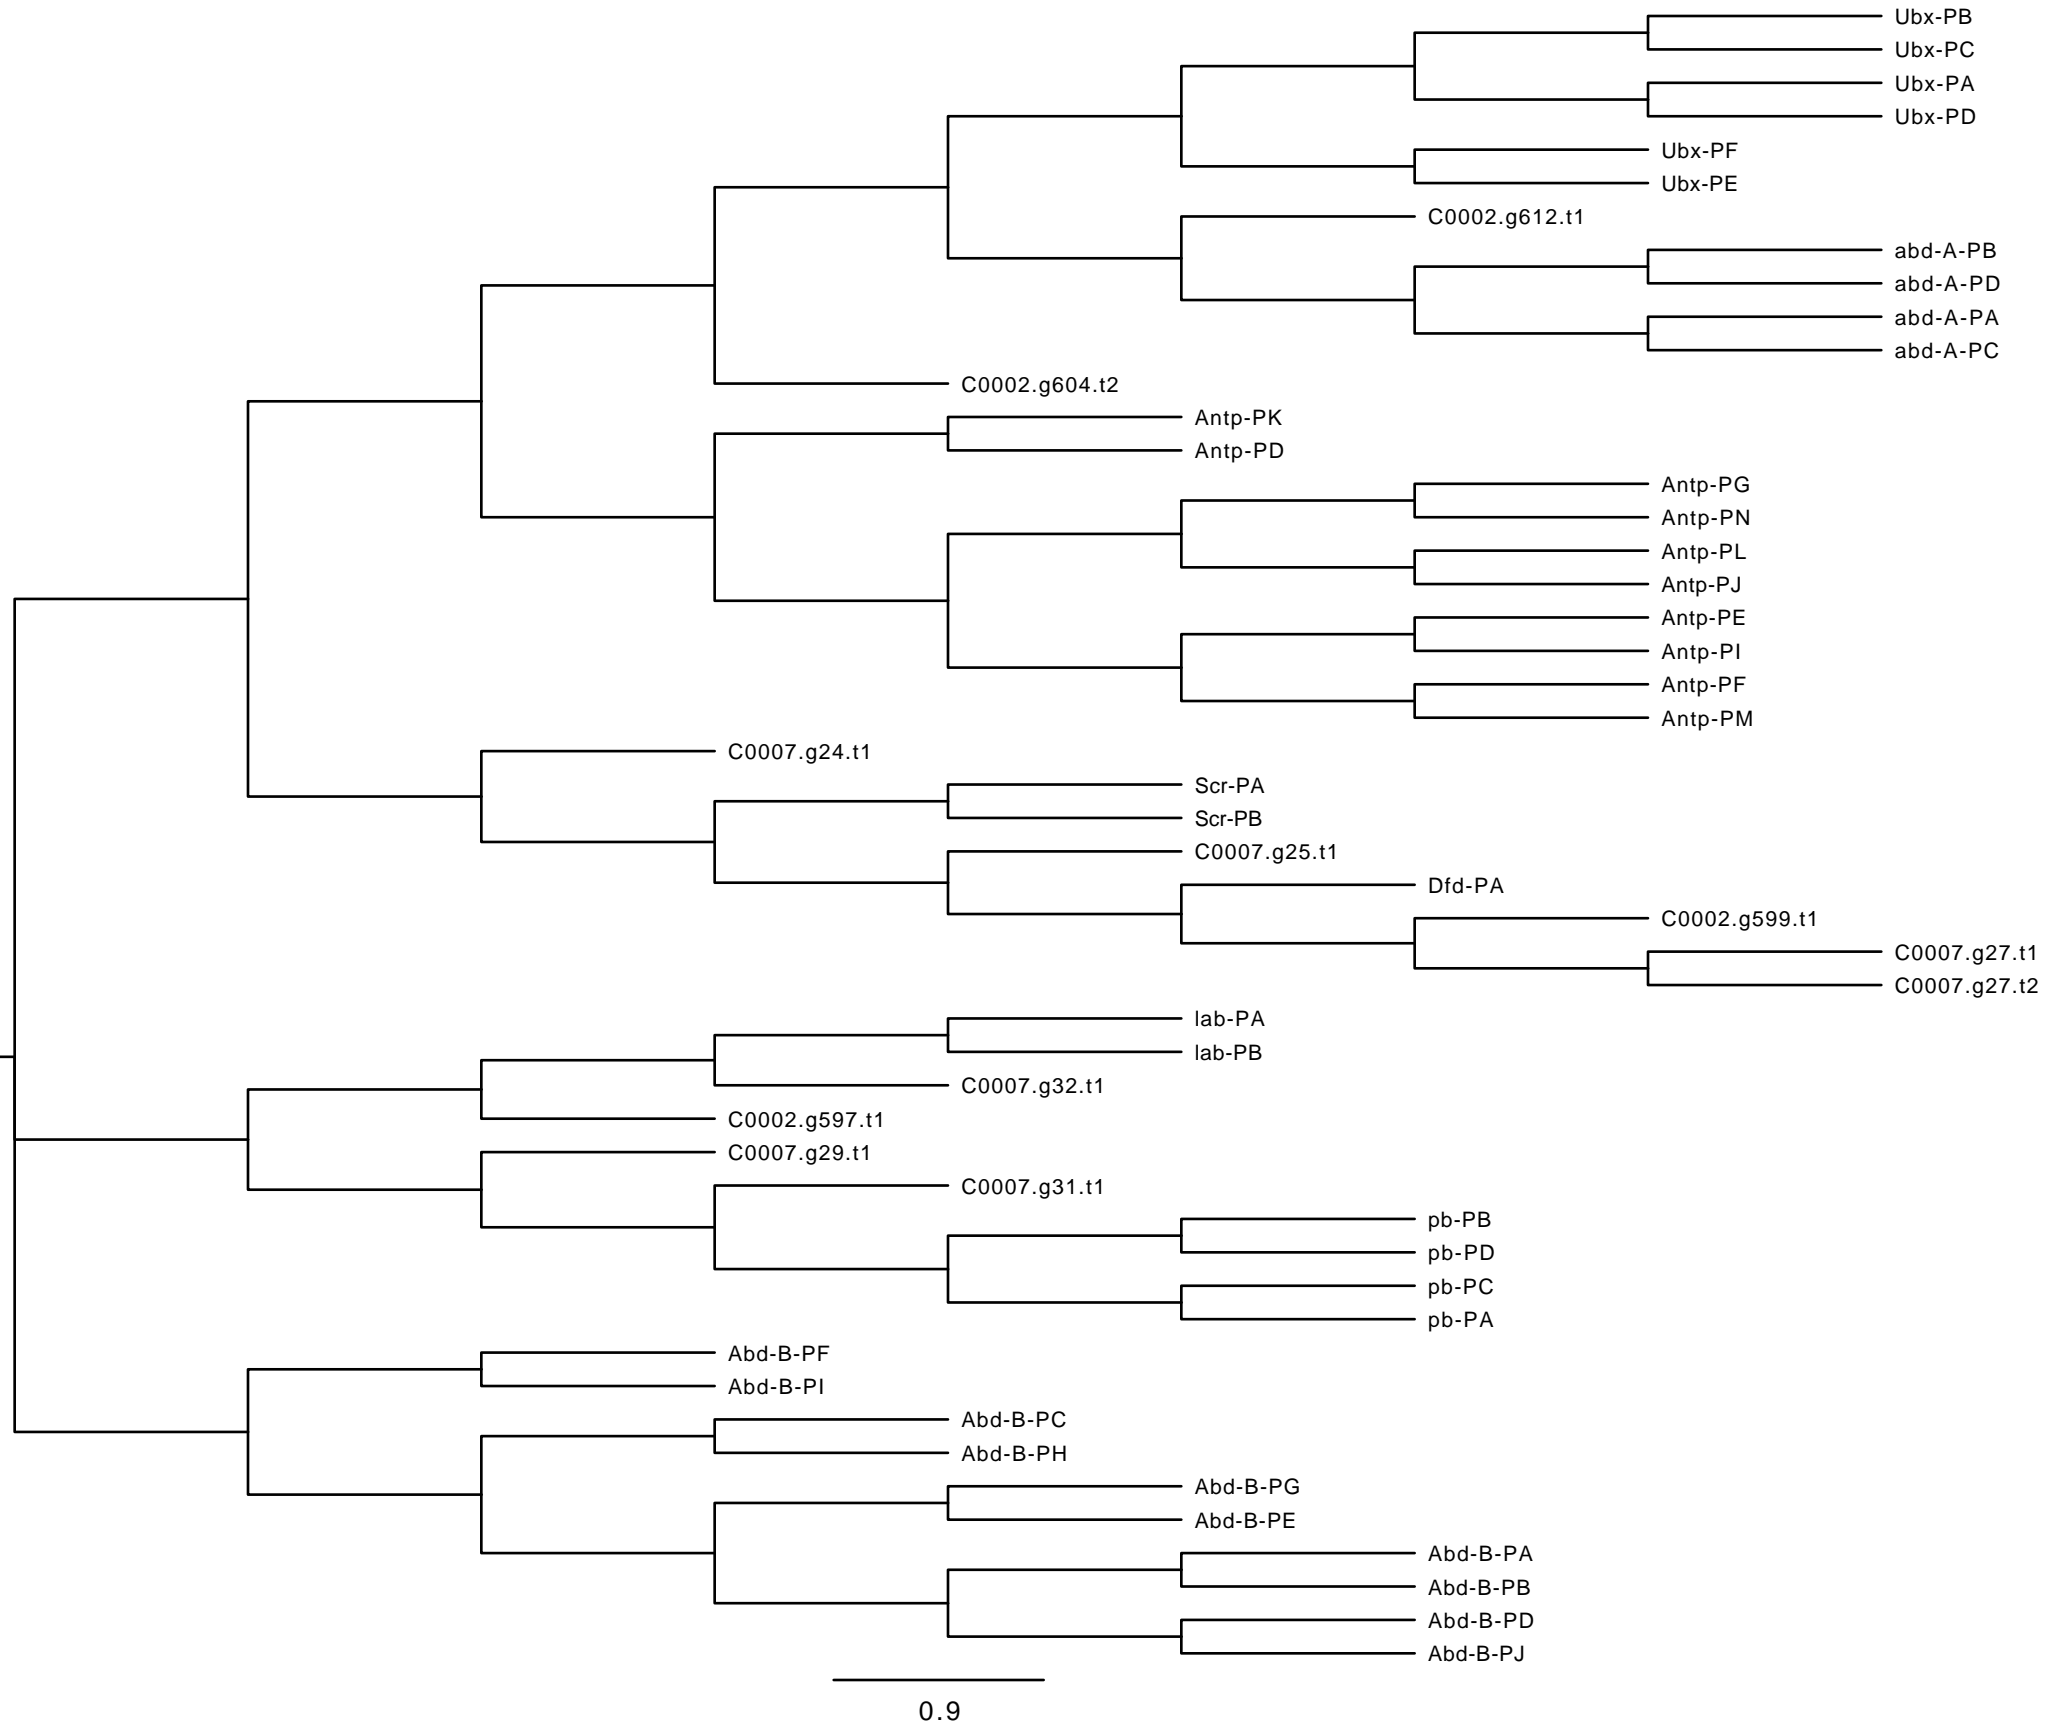 Ubx-PB
Ubx-PC
Ubx-PA
Ubx-PD
Ubx-PF
Ubx-PE
C0002.g612.t1
abd-A-PB
abd-A-PD
abd-A-PA
abd-A-PC
C0002.g604.t2
Antp-PK
Antp-PD
Antp-PG
Antp-PN
Antp-PL
Antp-PJ
Antp-PE
Antp-PI
Antp-PF
Antp-PM
C0007.g24.t1
Scr-PA
Scr-PB
C0007.g25.t1
Dfd-PA
C0002.g599.t1
C0007.g27.t1
C0007.g27.t2
lab-PA
lab-PB
C0007.g32.t1
C0002.g597.t1
C0007.g29.t1
C0007.g31.t1
pb-PB
pb-PD
pb-PC
pb-PA
Abd-B-PF
Abd-B-PI
Abd-B-PC
Abd-B-PH
Abd-B-PG
Abd-B-PE
Abd-B-PA
Abd-B-PB
Abd-B-PD
Abd-B-PJ
0.9